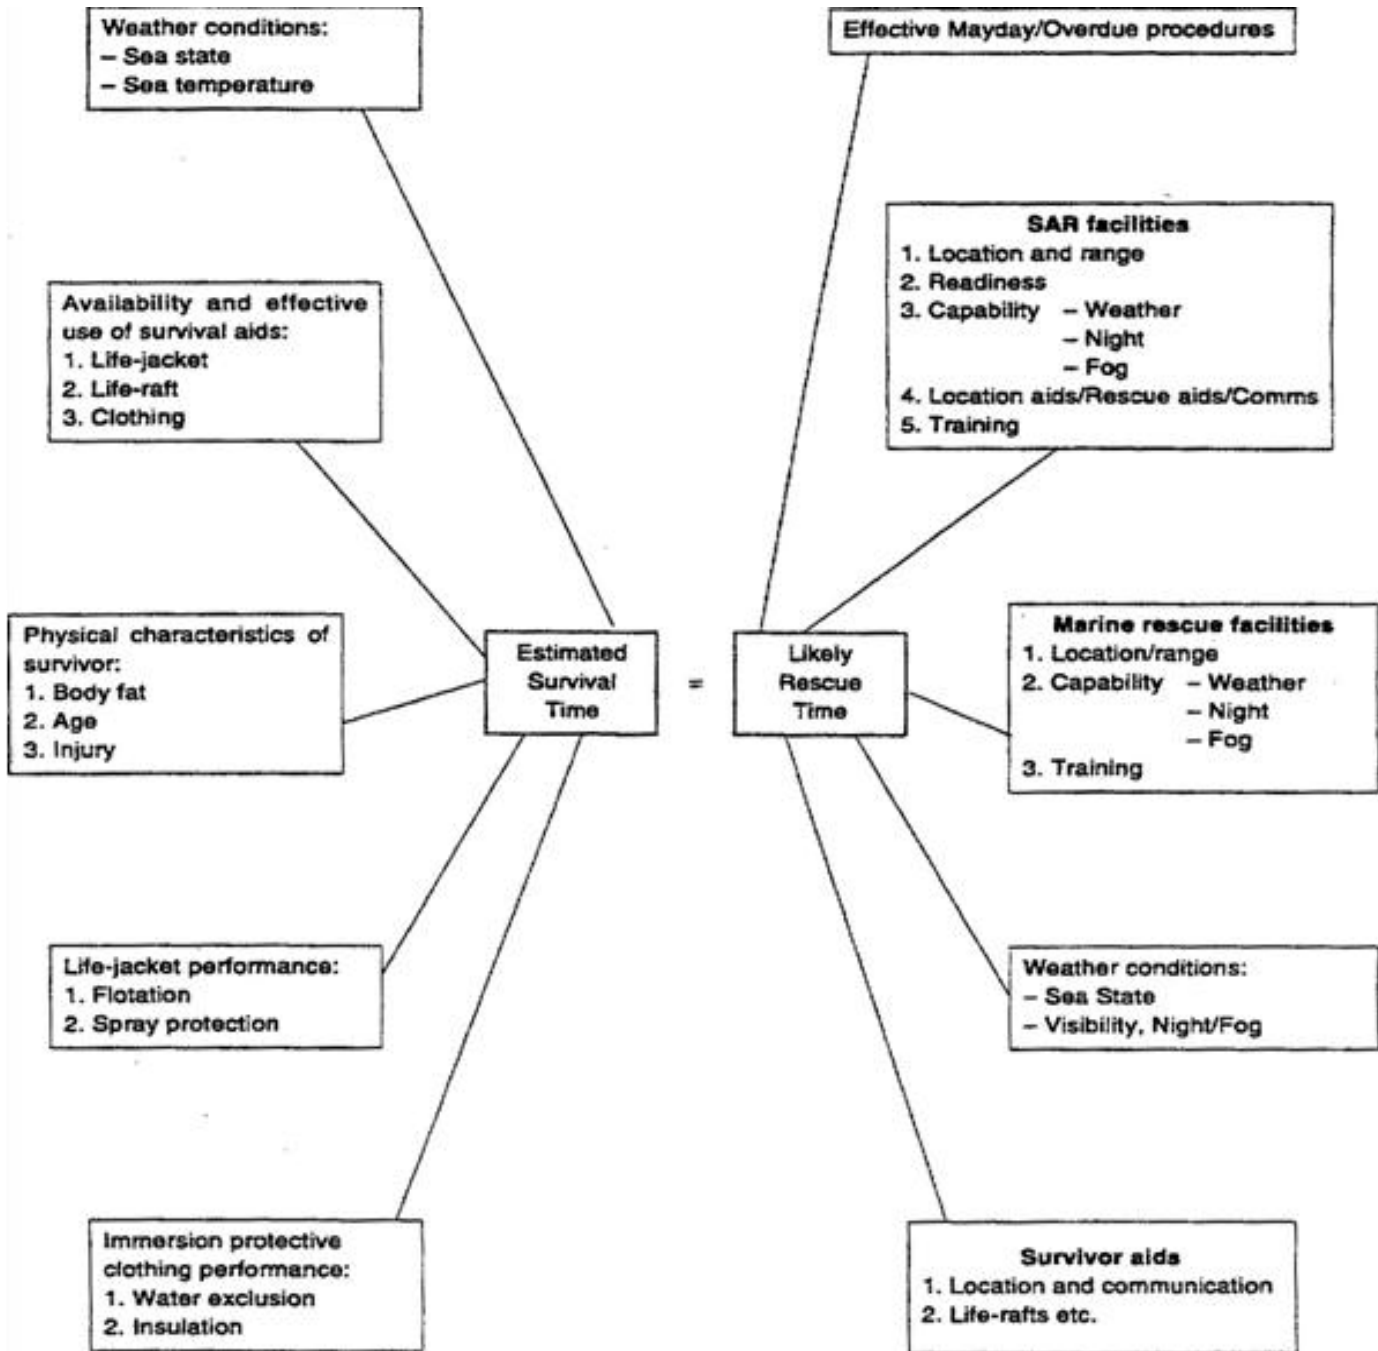 Weather conditions:
– Sea state
– Sea temperature
Effective Mayday/Overdue procedures
SAR facilities
1. Location and range
2. Readiness
3. Capability – Weather
– Night
– Fog
4. Location aids/Rescue aids/Comms
5. Training
Availability and effective
use of survival aids:
1. Life-jacket
2. Life-raft
3. Clothing
Physical characteristics of
survivor:
1. Body fat
2. Age
3. Injury
Estimated
Survival
Time
=
Likely
Rescue
Time
Marine rescue facilities
1. Location/range
2. Capability – Weather
– Night
– Fog
3. Training
Life-jacket performance:
1. Flotation
2. Spray protection
Weather conditions:
– Sea State
– Visibility, Night/Fog
Immersion protective
clothing performance:
1. Water exclusion
2. Insulation
Survivor aids
1. Location and communication
2. Life-rafts etc.